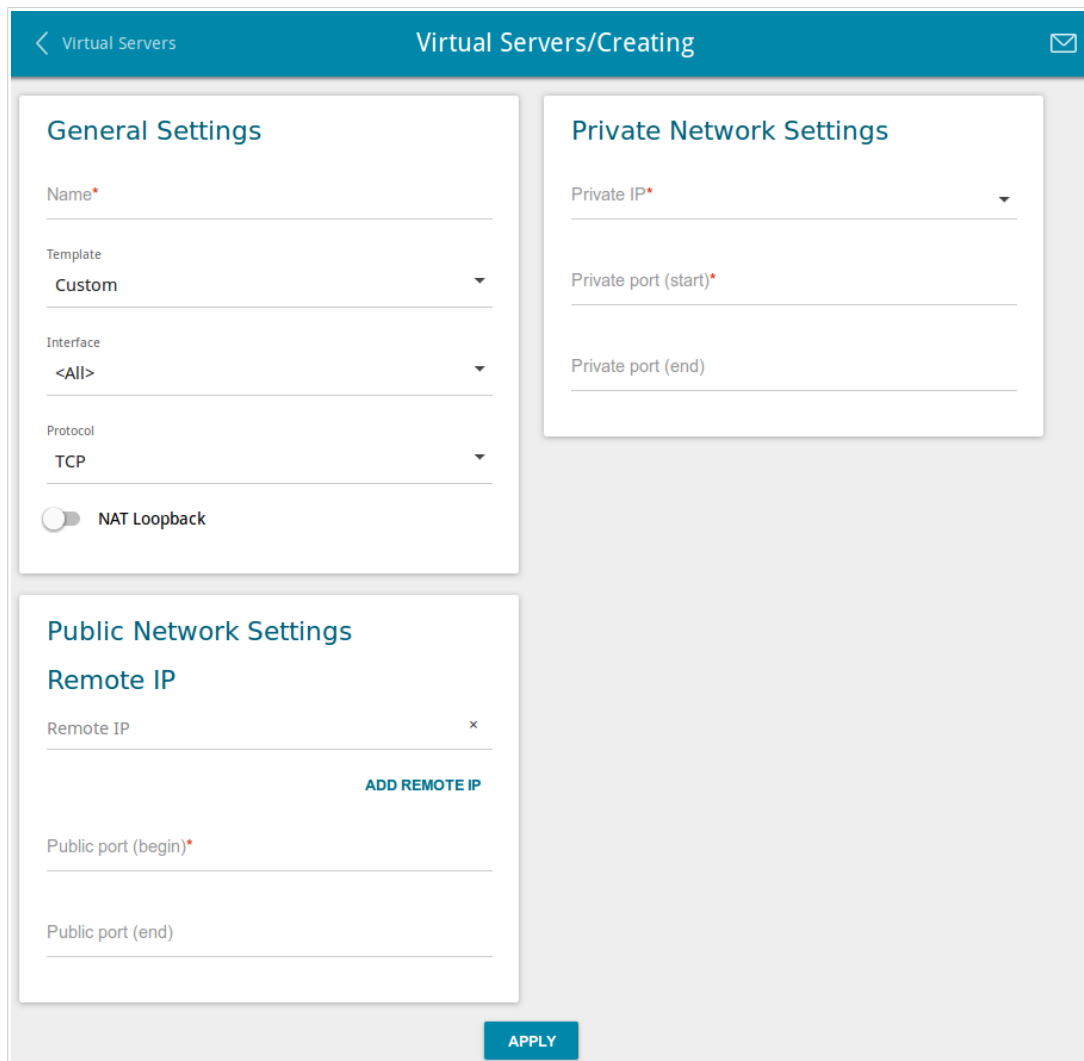 Virtual Servers
Virtual Servers/Creating
General Settings
Name*
Template
Custom
Interface
<All>
Protocol
TCP
NAT Loopback
Private Network Settings
Private IP*
Private port (start)*
Private port (end)
Public Network Settings
Remote IP
Remote IP
ADD REMOTE IP
Public port (begin)*
Public port (end)
APPLY